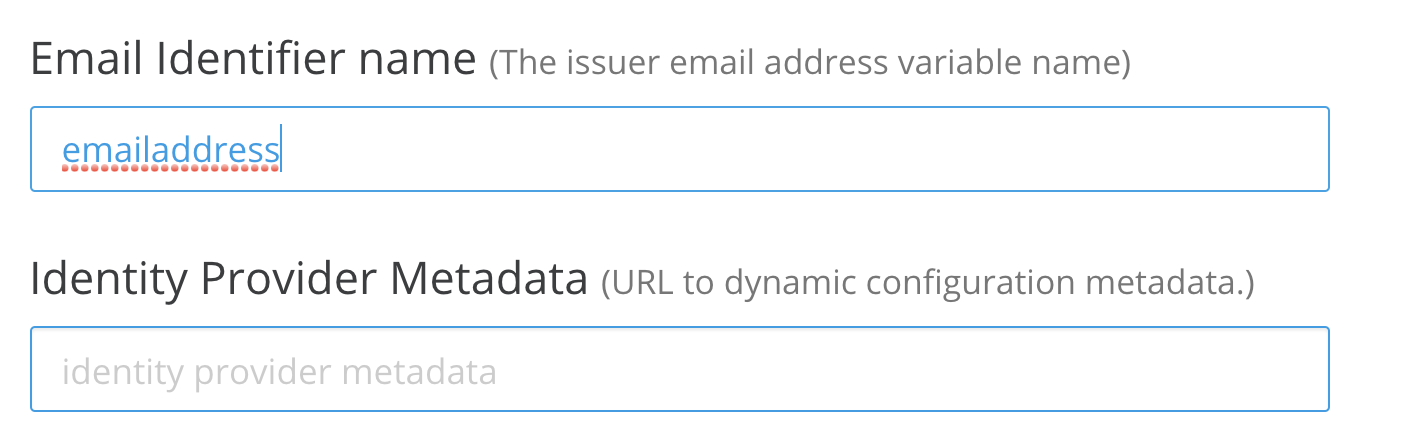 Email Identifier name (The issuer email address variable name)
emailaddress
Identity Provider Metadata (URL to dynamic configuration metadata.)
identity provider metadata